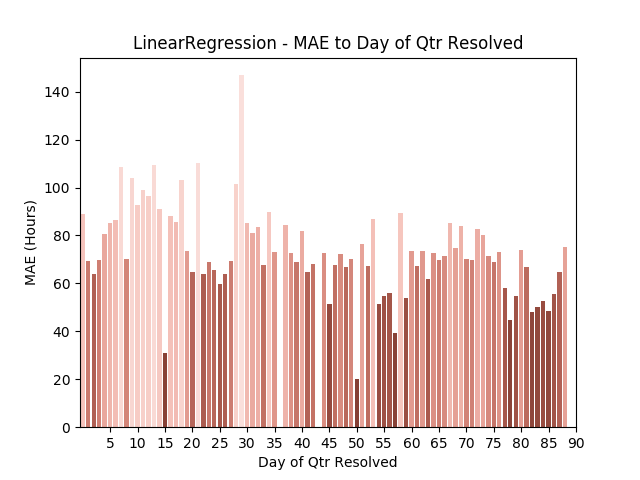 LinearRegression - MAE to Day of Qtr Resolved
MAE (Hours)
140
120
100
80
60
40
20
0
5 10 15 20 25 30 35 40 45 50 55 60 65 70 75 80 85 90
Day of Qtr Resolved